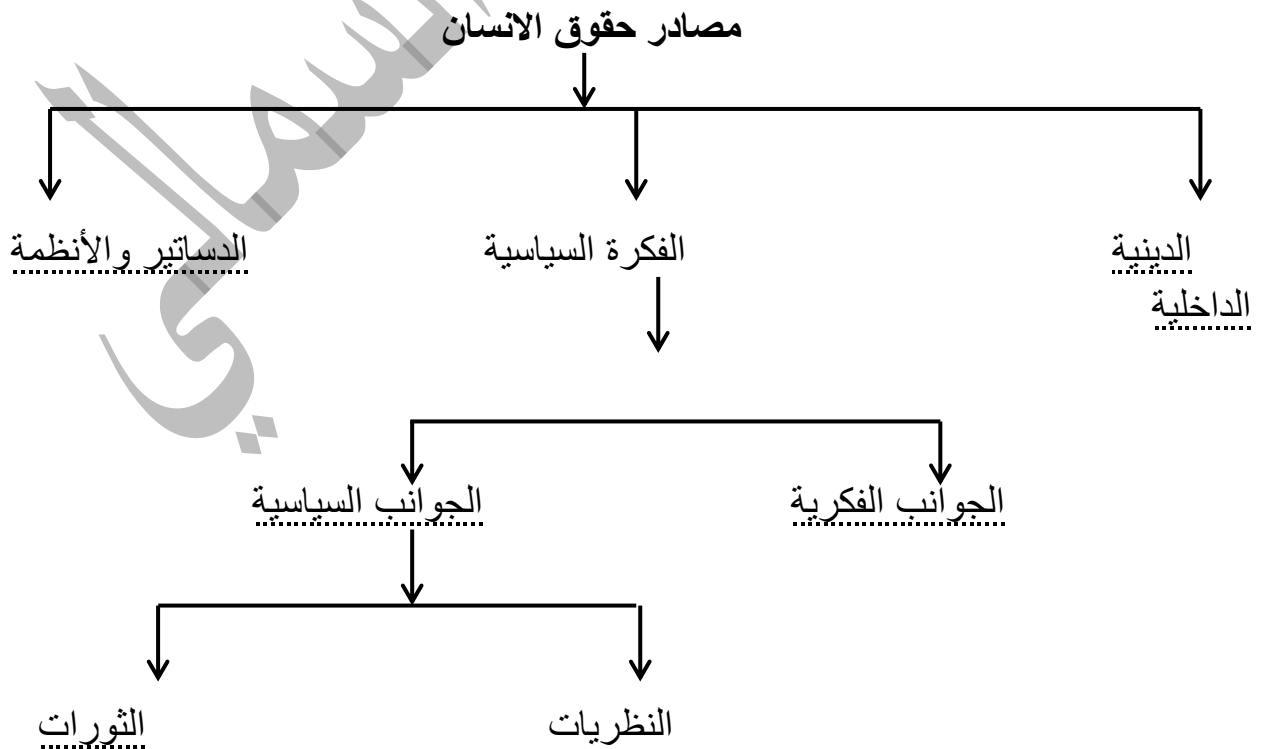 مصادر حقوق الانسان
الدينية الفكرة السياسية الدساتير والأنظمة
الداخلية
الجوانب الفكرية الجوانب السياسية
النظريات الثورات